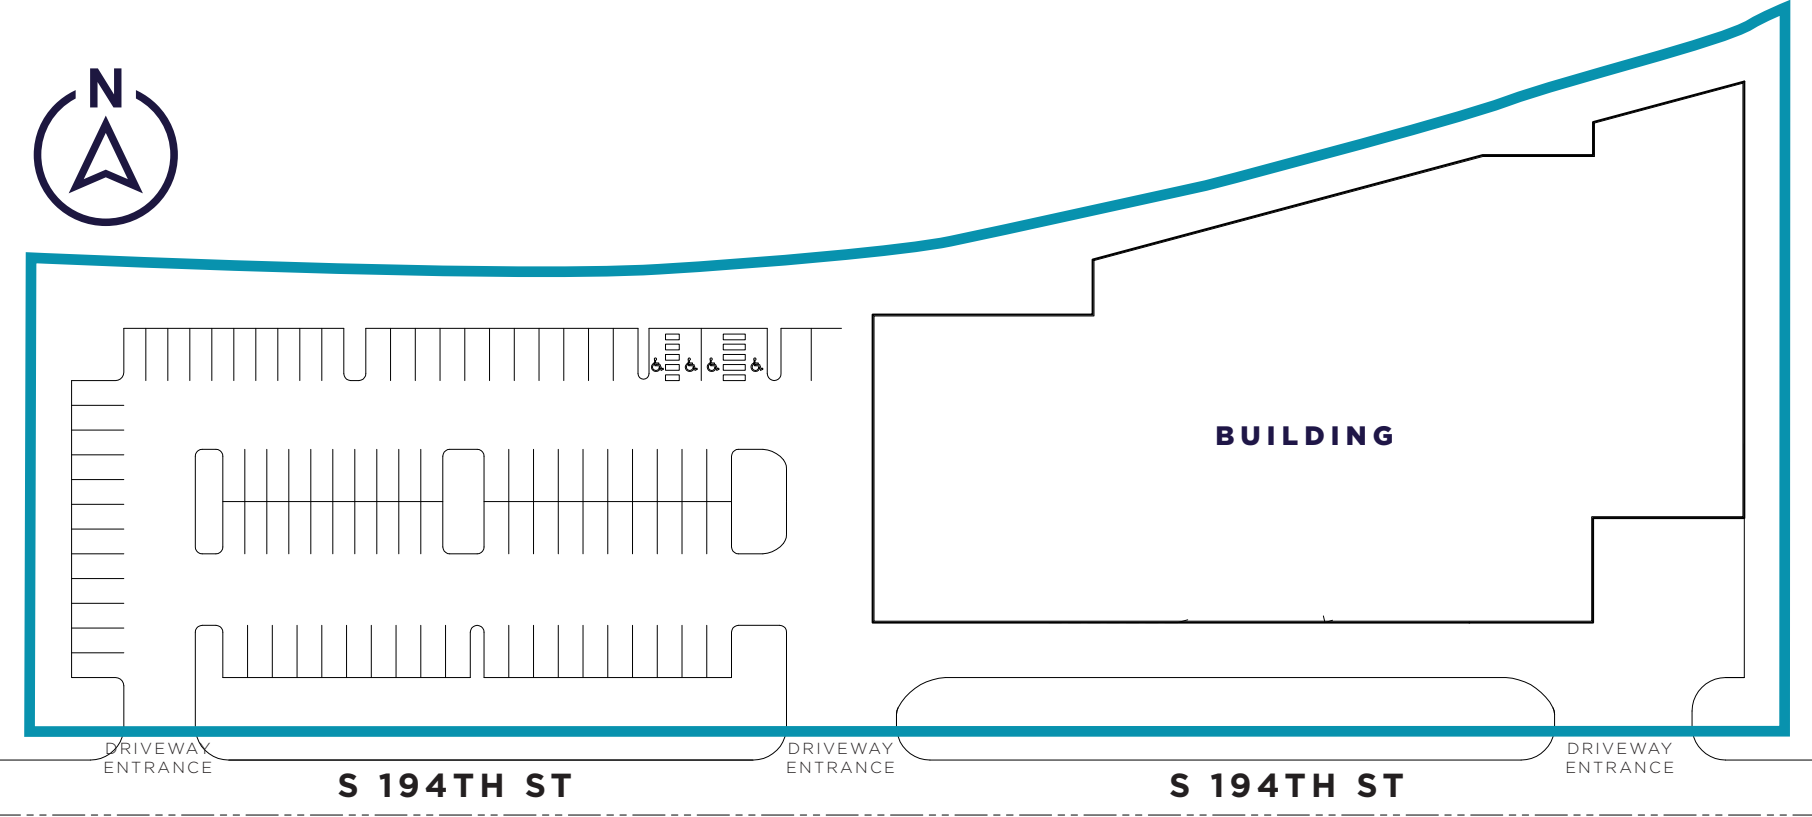 N
BUILDING
DRIVEWAY
ENTRANCE
DRIVEWAY
ENTRANCE
DRIVEWAY
ENTRANCE
S 194TH ST
S 194TH ST